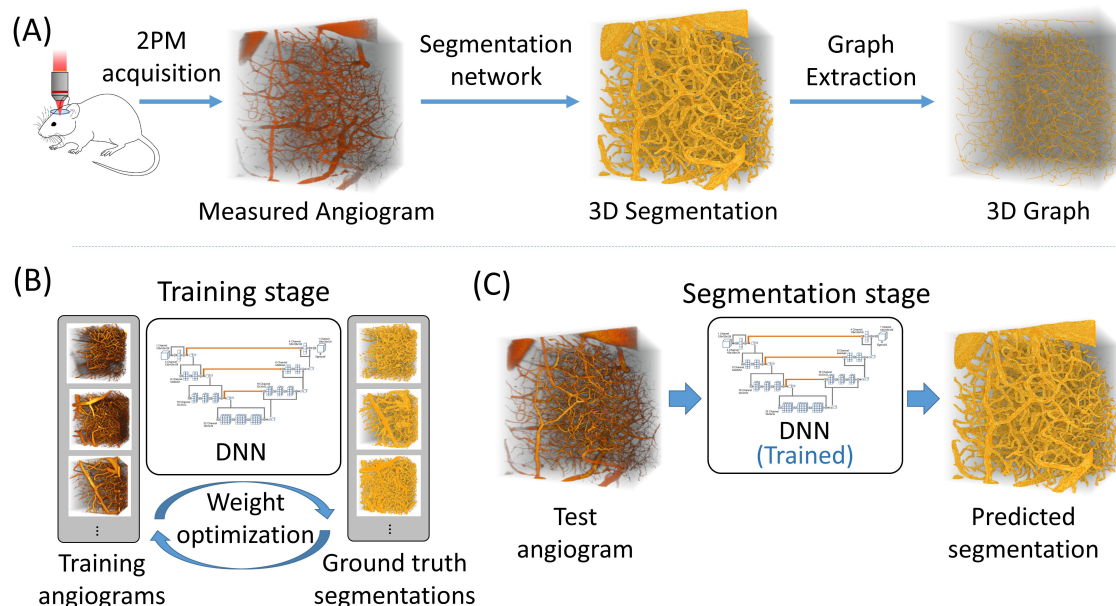 (A)
2PM
acquisition
Segmentation
network
Graph
Extraction
Measured Angiogram
3D Segmentation
3D Graph
(B)
Training stage
DNN
Weight
optimization
Training
angiograms
Ground truth
segmentations
(C)
Segmentation stage
DNN
(Trained)
Test
angiogram
Predicted
segmentation